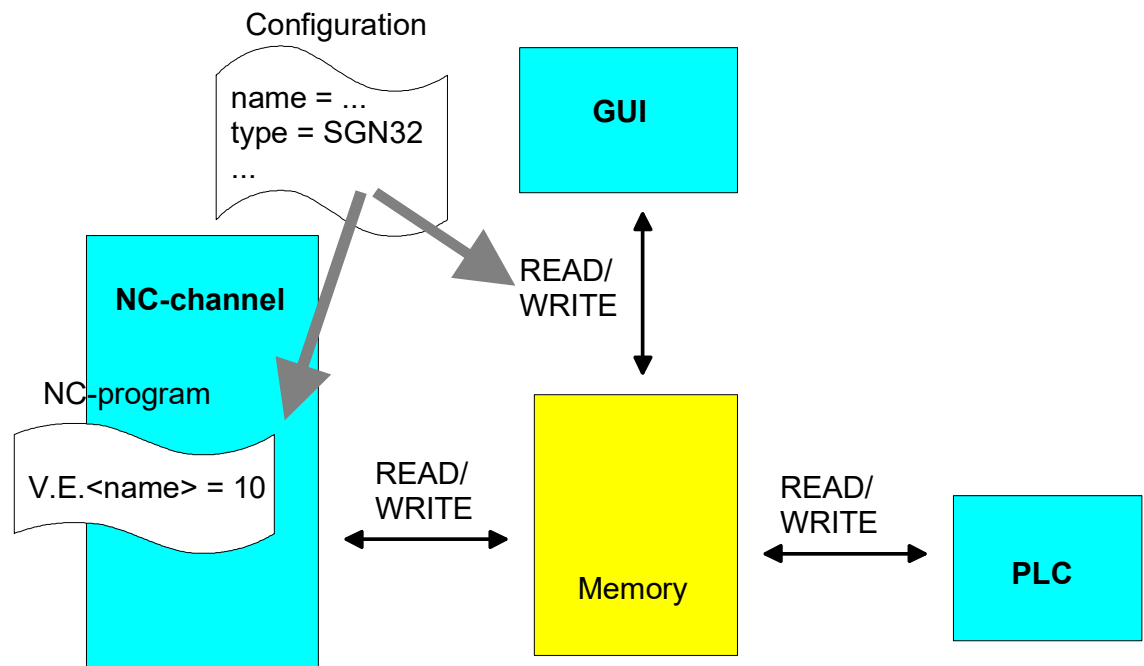 Configuration
name = ...
type = SGN32
...
GUI
READ/
WRITE
NC-channel
NC-program
V.E.<name> = 10
READ/
WRITE
READ/
WRITE
Memory
PLC